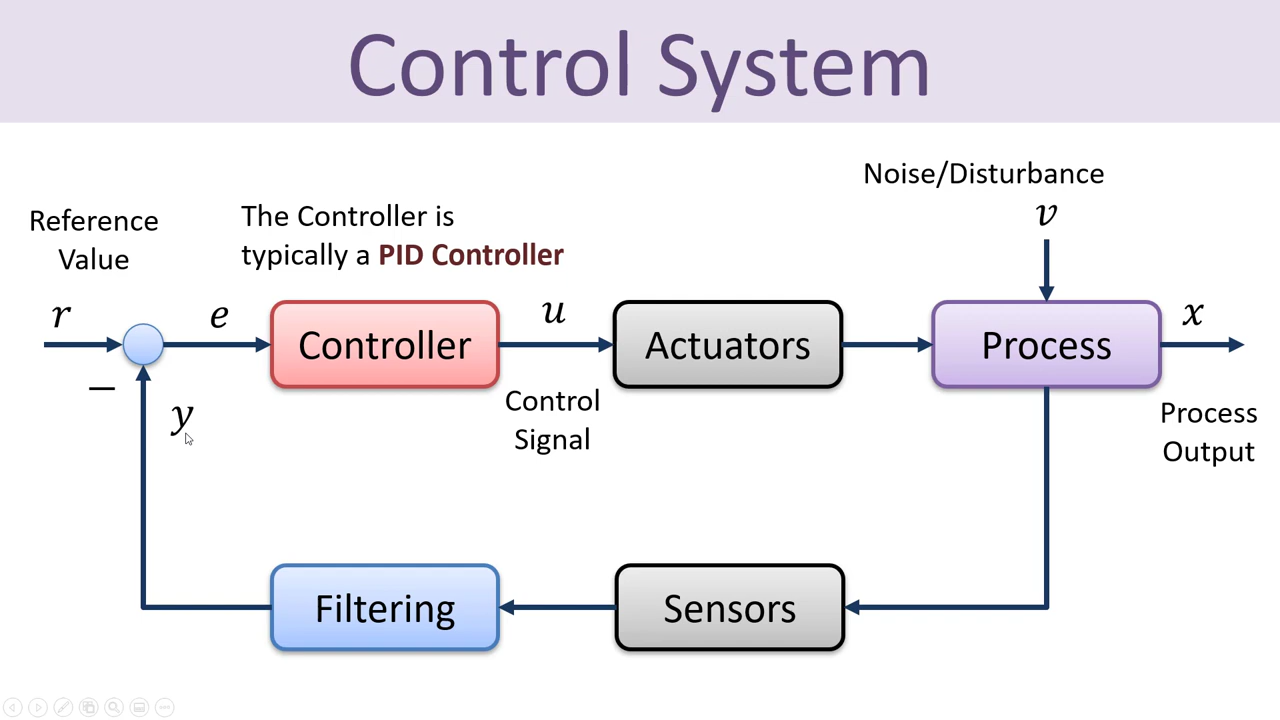 Control System
Noise/Disturbance
v
Reference
Value
The Controller is
typically a PID Controller
r
e
u
x
Controller
Actuators
Process
−
y
Control
Signal
Process
Output
Filtering
Sensors